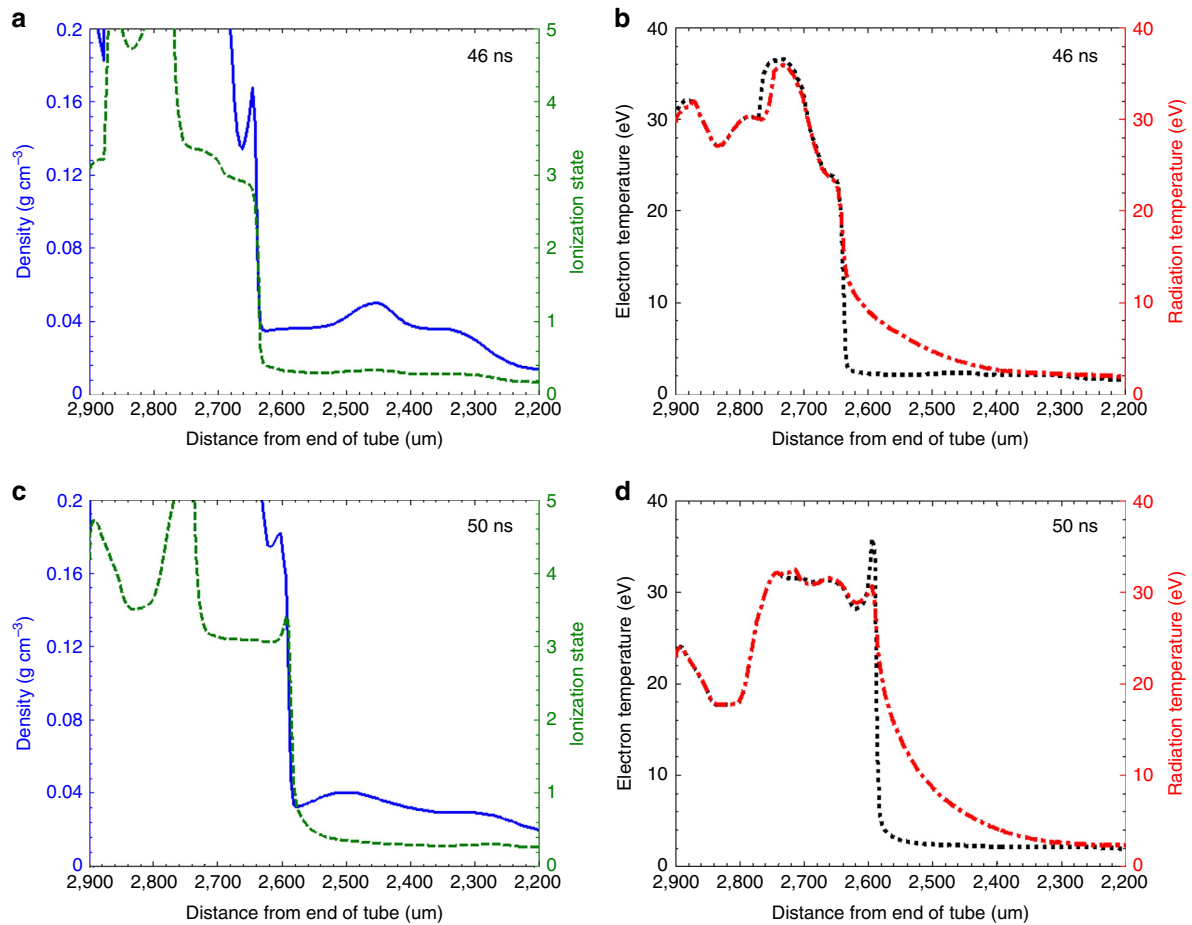 a
0.2
0.16
0.12
0.08
0.04
0
Density (g cm⁻³)
5
4
3
2
1
0
Ionization state
46 ns
2,900 2,800 2,700 2,600 2,500 2,400 2,300 2,200
Distance from end of tube (um)
b
40
30
20
10
0
Electron temperature (eV)
40
30
20
10
0
Radiation temperature (eV)
46 ns
2,900 2,800 2,700 2,600 2,500 2,400 2,300 2,200
Distance from end of tube (um)
c
0.2
0.16
0.12
0.08
0.04
0
Density (g cm⁻³)
5
4
3
2
1
0
Ionization state
50 ns
2,900 2,800 2,700 2,600 2,500 2,400 2,300 2,200
Distance from end of tube (um)
d
40
30
20
10
0
Electron temperature (eV)
40
30
20
10
0
Radiation temperature (eV)
50 ns
2,900 2,800 2,700 2,600 2,500 2,400 2,300 2,200
Distance from end of tube (um)